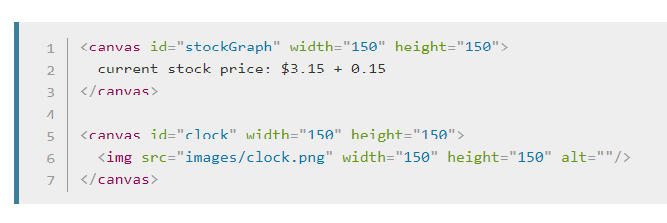 1 <canvas id="stockGraph" width="150" height="150">
2 current stock price: $3.15 + 0.15
3 </canvas>
4
5 <canvas id="clock" width="150" height="150">
6 <img src="images/clock.png" width="150" height="150" alt=""/>
7 </canvas>